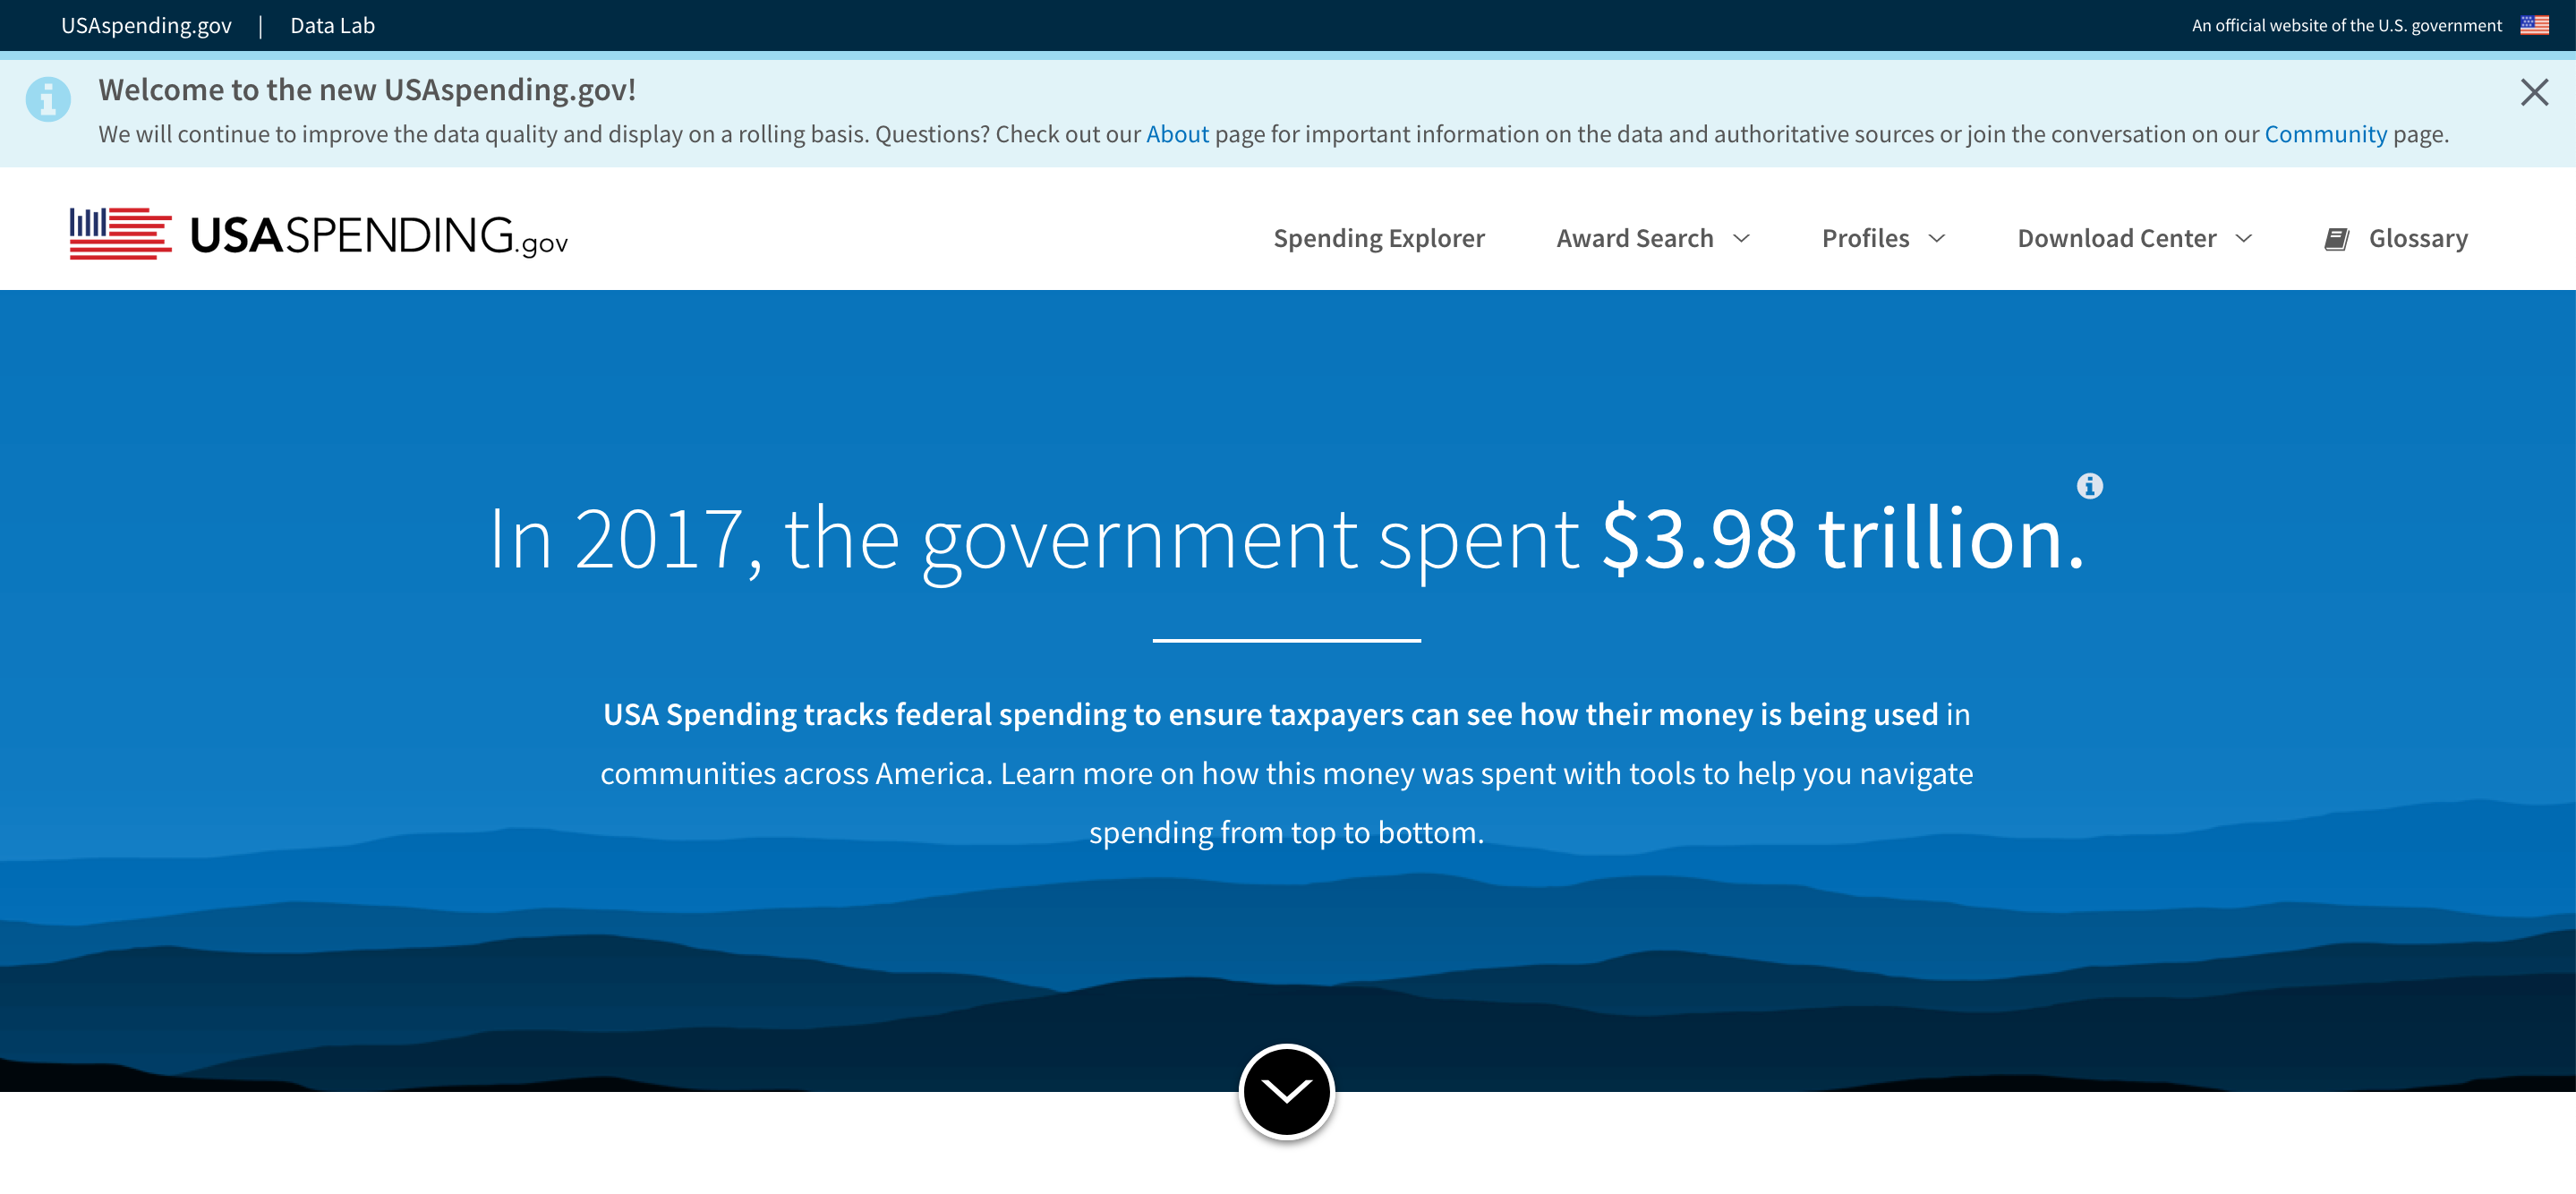 USAspending.gov | Data Lab
An official website of the U.S. government
Welcome to the new USAspending.gov!
We will continue to improve the data quality and display on a rolling basis. Questions? Check out our About page for important information on the data and authoritative sources or join the conversation on our Community page.
USASPENDING.gov
Spending Explorer
Award Search
Profiles
Download Center
Glossary
In 2017, the government spent $3.98 trillion.
USA Spending tracks federal spending to ensure taxpayers can see how their money is being used in
communities across America. Learn more on how this money was spent with tools to help you navigate
spending from top to bottom.